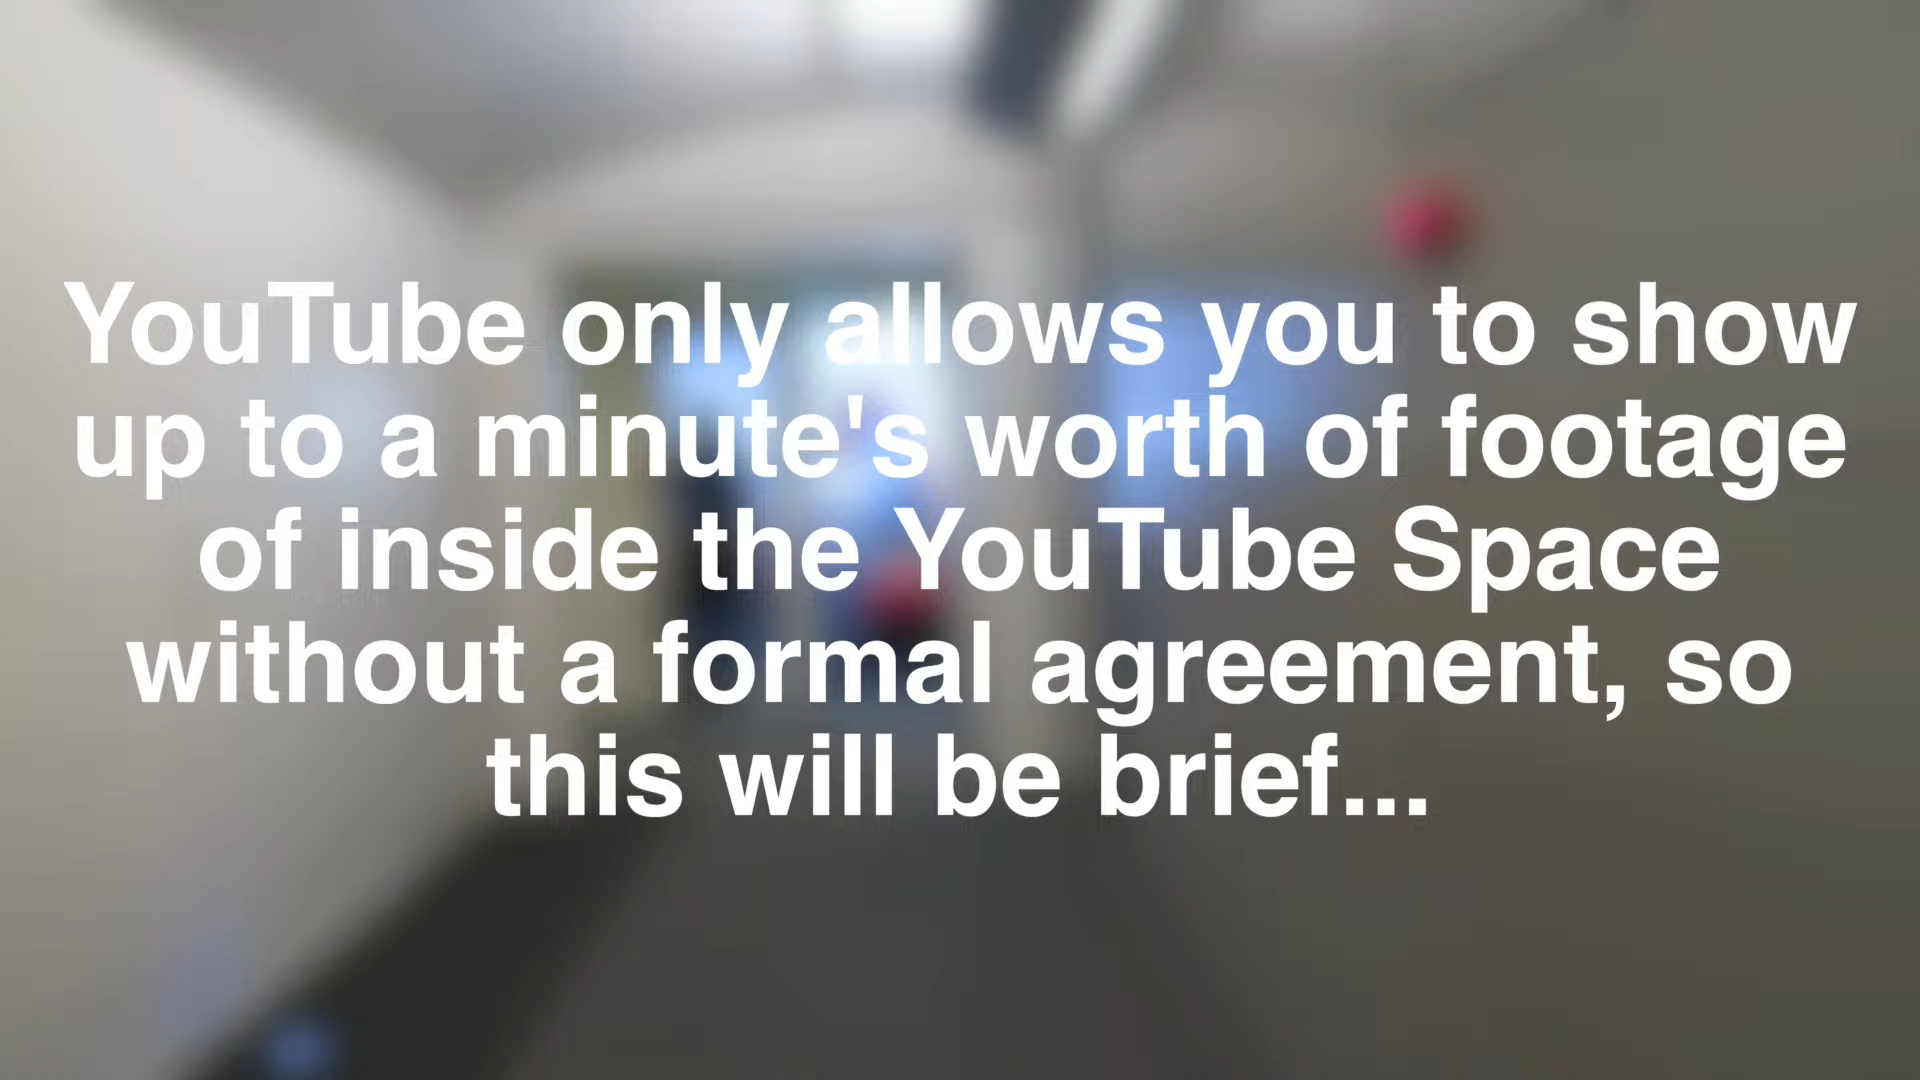 YouTube only allows you to show
up to a minute's worth of footage
of inside the YouTube Space
without a formal agreement, so
this will be brief...